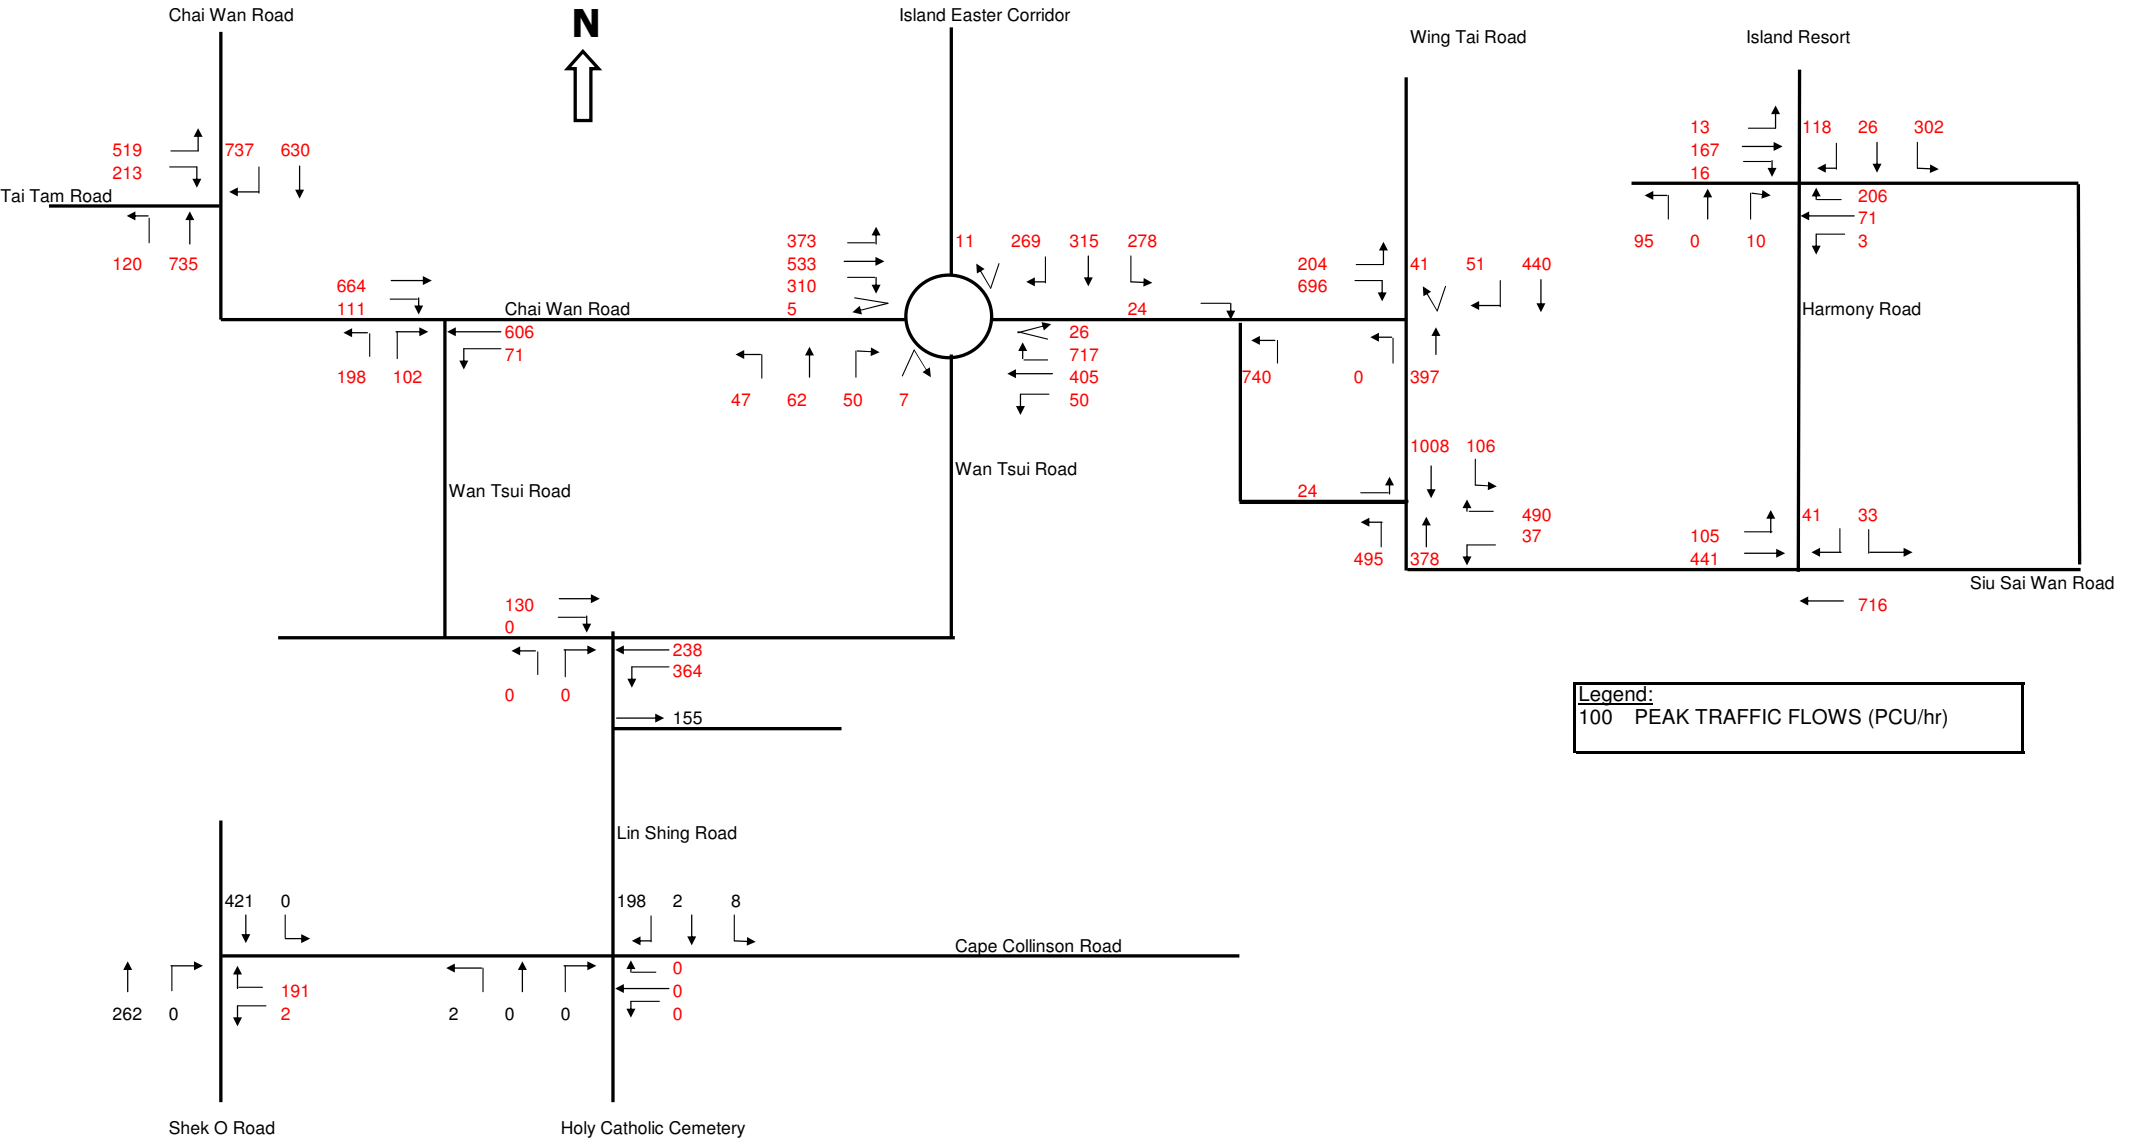 Chai Wan Road
N
Island Easter Corridor
Wing Tai Road
Island Resort
519
213
737 630
Tai Tam Road
120 735
664
111
Chai Wan Road
606
71
198 102
373
533
310
5
11 269 315 278
24
26
717
405
50
47 62 50 7
204
696
41 51 440
740 0 397
13
167
16
118 26 302
206
71
3
95 0 10
Harmony Road
Wan Tsui Road
Wan Tsui Road
1008 106
24
490
37
495 378
105
441
41 33
Siu Sai Wan Road
716
130
0
238
364
0 0
155
Legend:
100 PEAK TRAFFIC FLOWS (PCU/hr)
Lin Shing Road
421 0
198 2 8
Cape Collinson Road
262 0
191
2
2 0 0
0
0
0
Shek O Road
Holy Catholic Cemetery